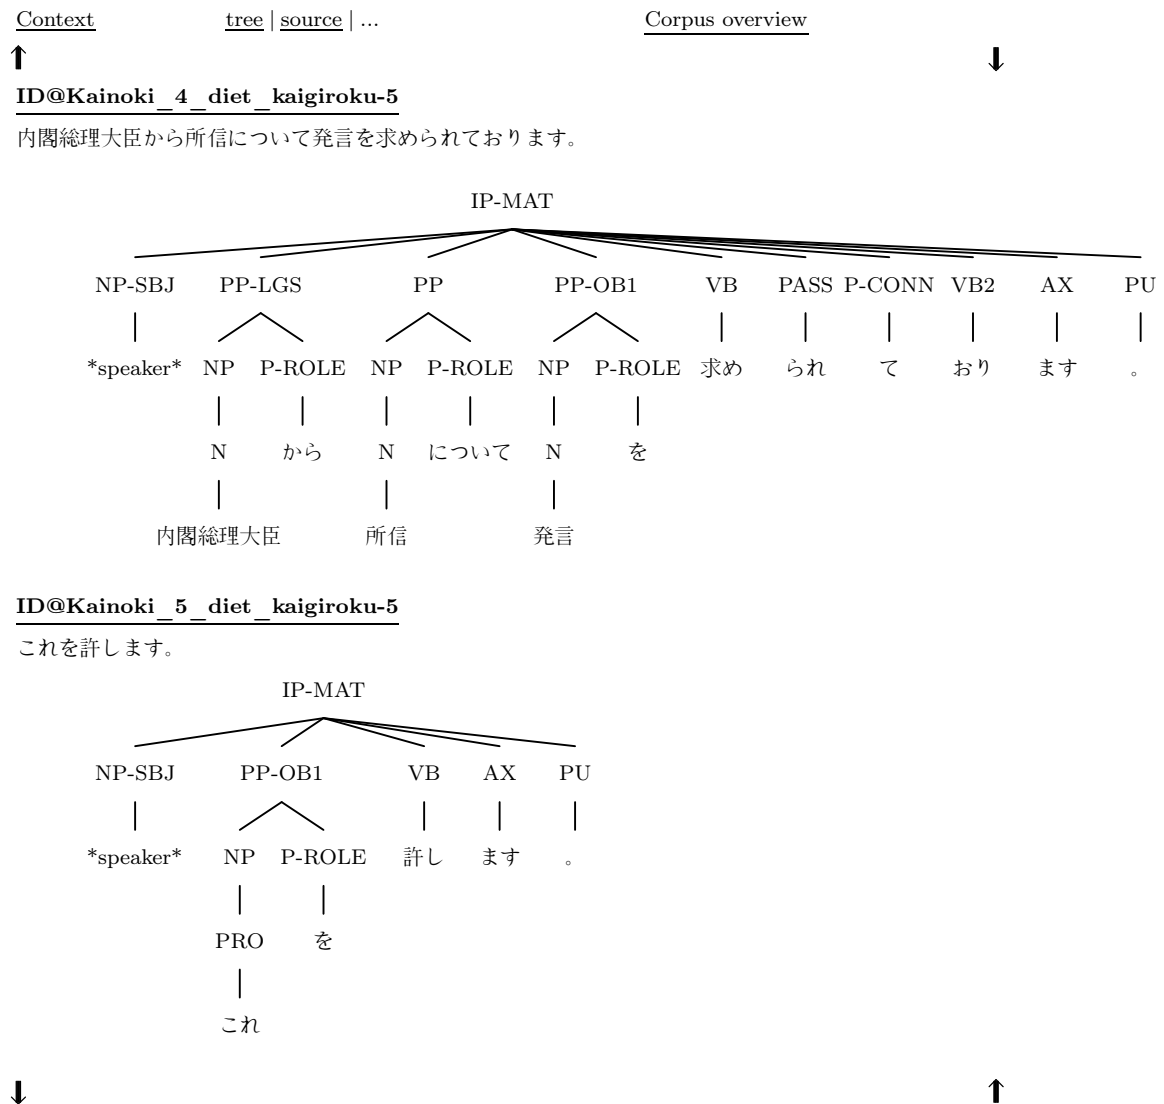 Context tree | source | ... Corpus overview
ID@Kainoki_4_diet_kaigiroku-5
内閣総理大臣から所信について発言を求められております。
IP-MAT
NP-SBJ PP-LGS PP PP-OB1 VB PASS P-CONN VB2 AX PU
*speaker* NP P-ROLE NP P-ROLE NP P-ROLE 求め られ て おり ます 。
N から N について N を
内閣総理大臣 所信 発言
ID@Kainoki_5_diet_kaigiroku-5
これを許します。
IP-MAT
NP-SBJ PP-OB1 VB AX PU
*speaker* NP P-ROLE 許し ます 。
PRO を
これ